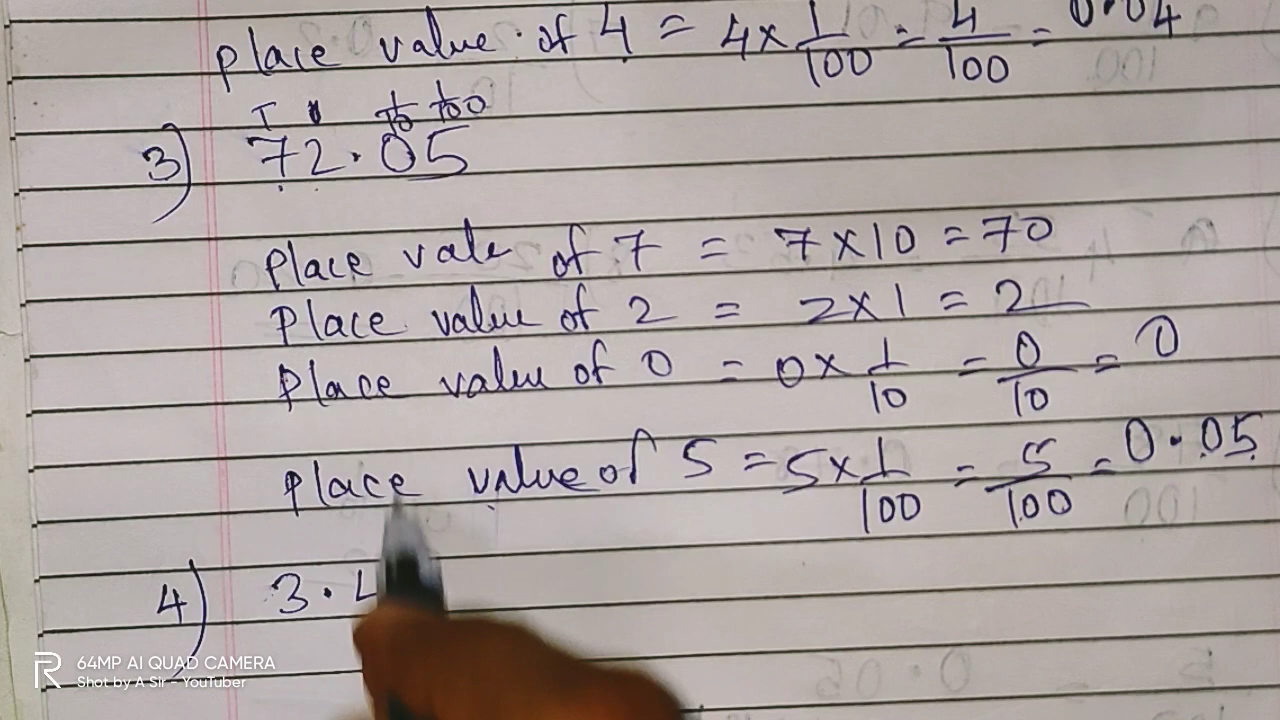 place value of 4 = 4 × 1/100 = 4/100 = 0.04
T 1/10 1/100
3) 72.05
Place vale of 7 = 7×10 = 70
Place value of 2 = 2×1 = 2
Place value of 0 = 0× 1/10 = 0/10 = 0
place value of 5 = 5× 1/100 = 5/100 = 0.05
4) 3.4
64MP AI QUAD CAMERA
Shot by A Sir - YouTuber